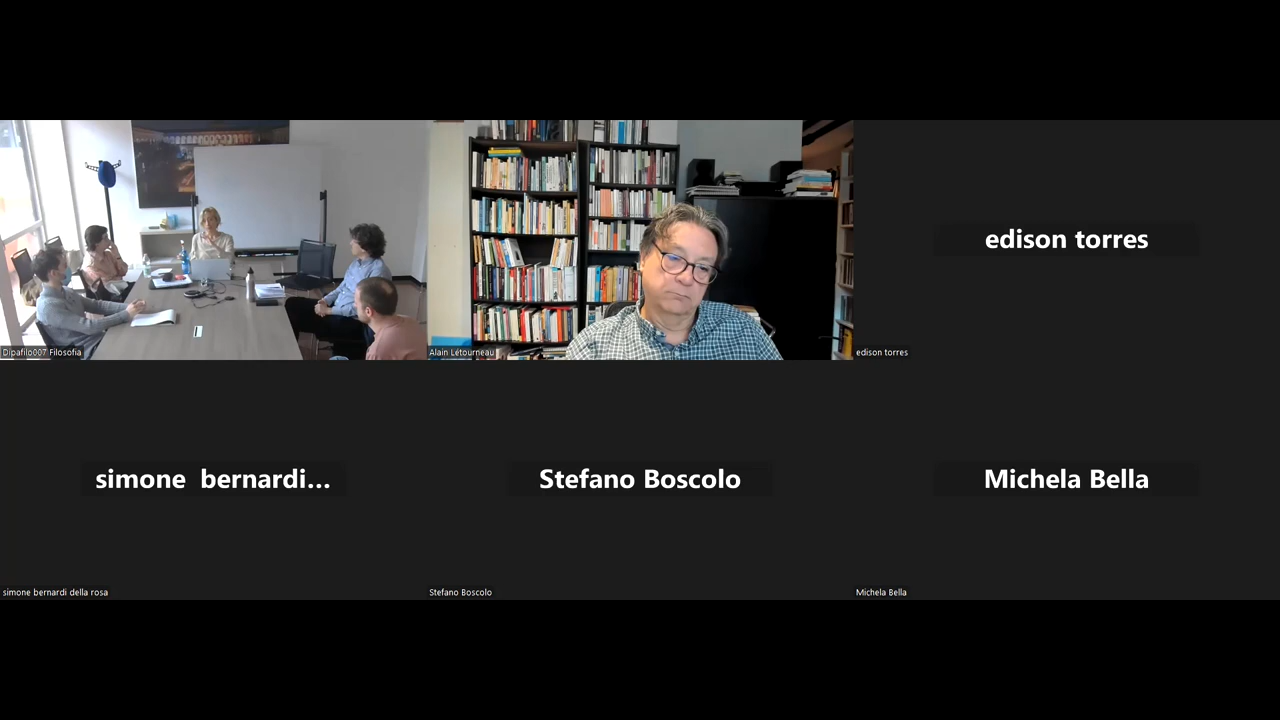 edison torres
Dipafilo007 Filosofia
Alain Létourneau
edison torres
simone bernardi...
Stefano Boscolo
Michela Bella
simone bernardi della rosa
Stefano Boscolo
Michela Bella